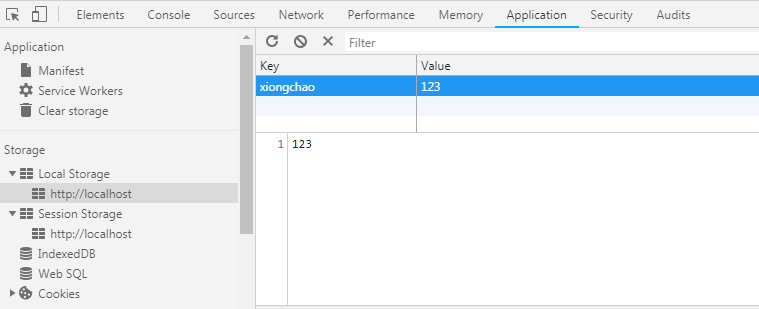 Elements Console Sources Network Performance Memory Application Security Audits
Application
Manifest
Service Workers
Clear storage
Storage
Local Storage
http://localhost
Session Storage
http://localhost
IndexedDB
Web SQL
Cookies
Filter
Key Value
xiongchao 123
1 123